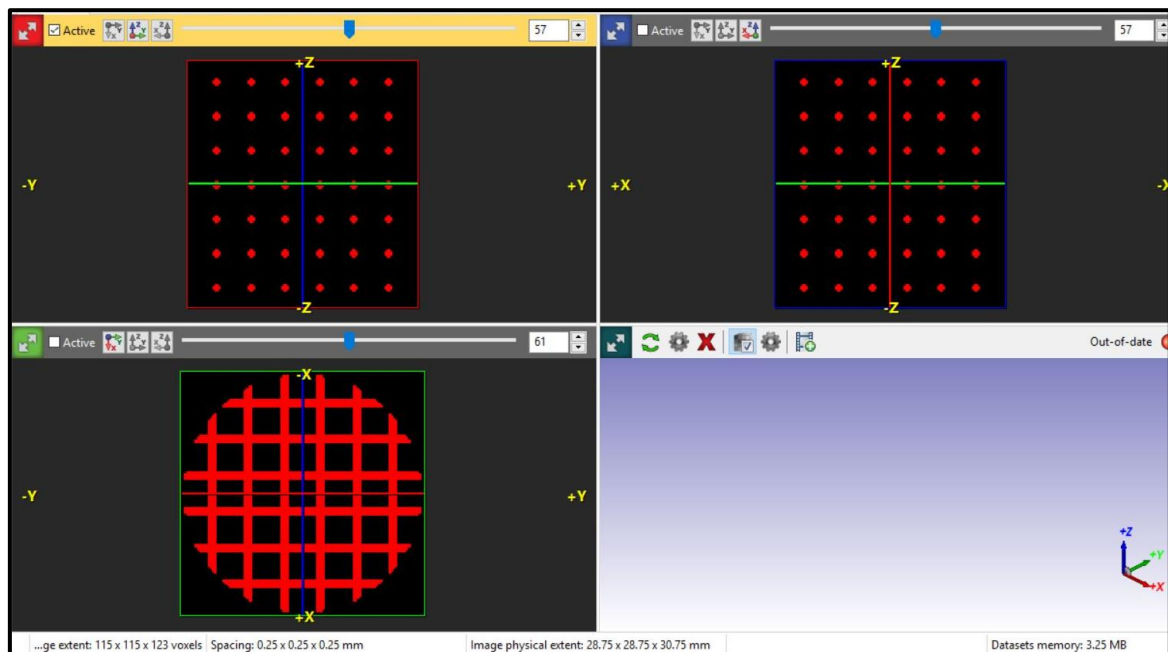 Active 57
Active 57
+Z
+Z
-Y
+Y
+X
-X
-Z
-Z
Active 61
Out-of-date
-X
-Y
+Y
+X
+Z
+Y
+X
...ge extent: 115 x 115 x 123 voxels
Spacing: 0.25 x 0.25 x 0.25 mm
Image physical extent: 28.75 x 28.75 x 30.75 mm
Datasets memory: 3.25 MB